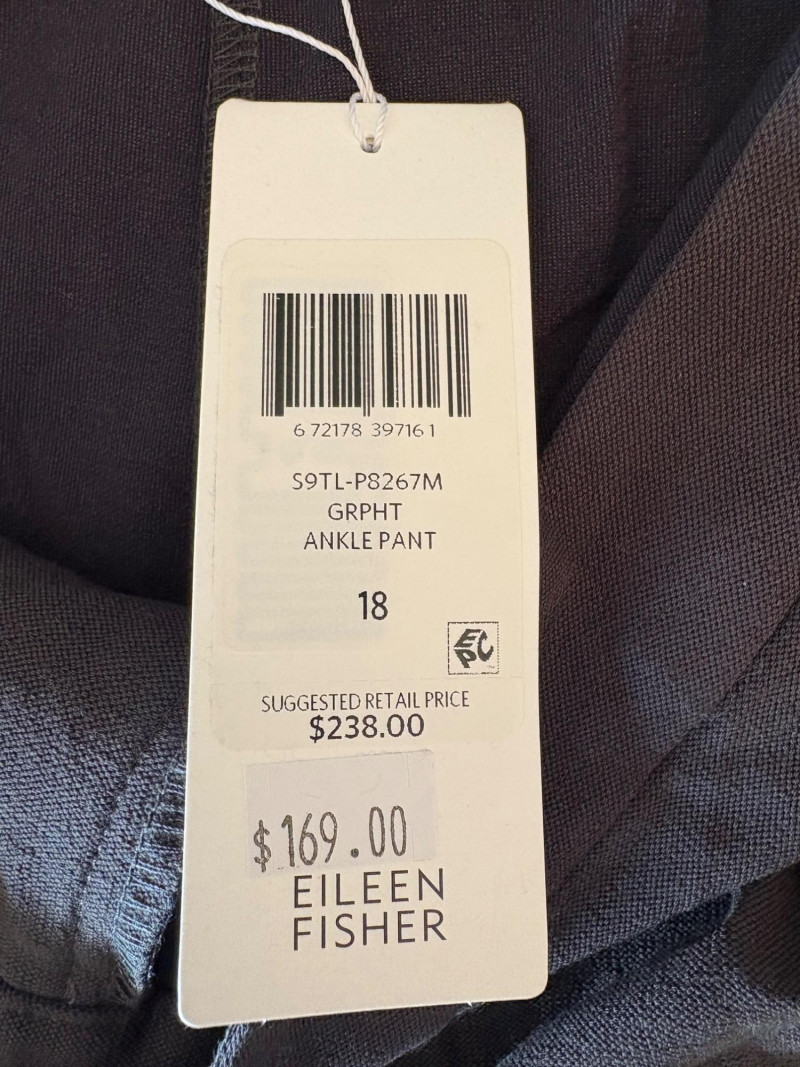 6 72178 39716 1
S9TL-P8267M
GRPHT
ANKLE PANT
18
EPC
SUGGESTED RETAIL PRICE
$238.00
$169.00
EILEEN
FISHER